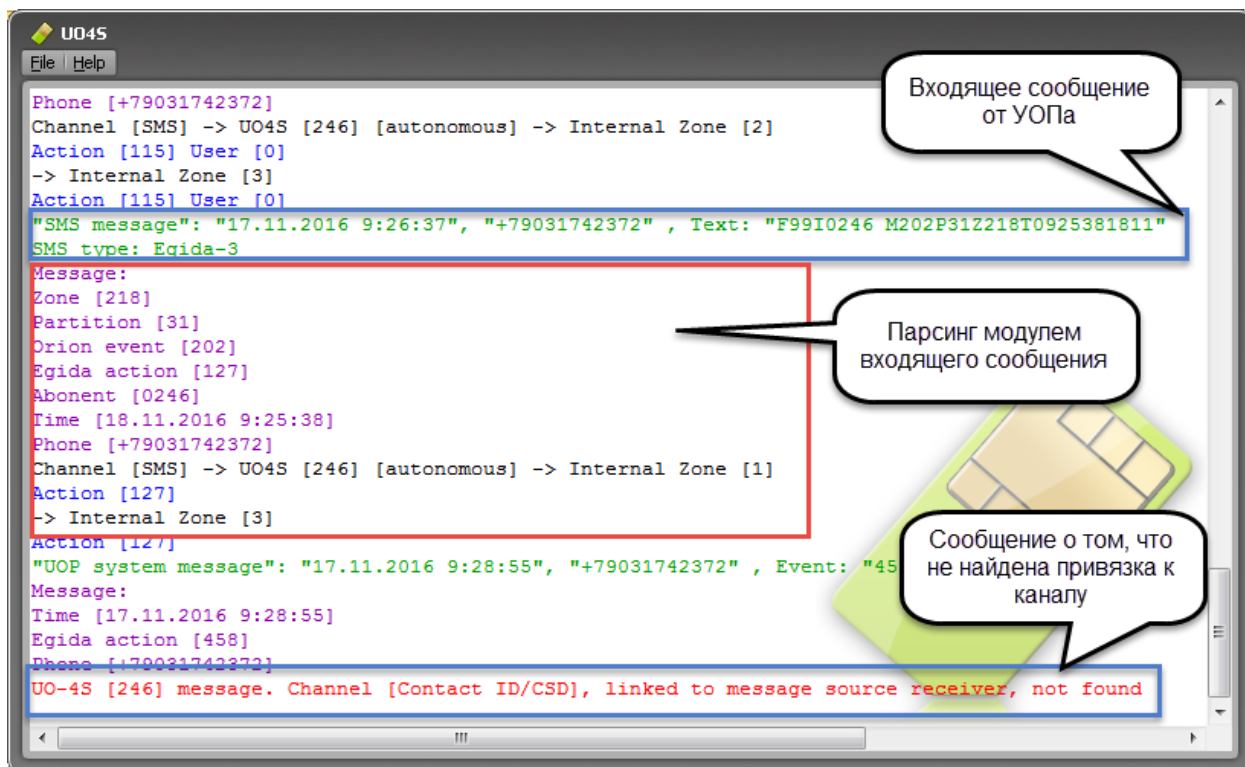 UO4S
File Help
Phone [+79031742372]
Channel [SMS] -> UO4S [246] [autonomous] -> Internal Zone [2]
Action [115] User [0]
-> Internal Zone [3]
Action [115] User [0]
"SMS message": "17.11.2016 9:26:37", "+79031742372" , Text: "F99I0246 M202P31Z218T0925381811"
SMS type: Egida-3
Message:
Zone [218]
Partition [31]
Orion event [202]
Egida action [127]
Abonent [0246]
Time [18.11.2016 9:25:38]
Phone [+79031742372]
Channel [SMS] -> UO4S [246] [autonomous] -> Internal Zone [1]
Action [127]
-> Internal Zone [3]
Action [127]
"UOP system message": "17.11.2016 9:28:55", "+79031742372" , Event: "45
Message:
Time [17.11.2016 9:28:55]
Egida action [458]
Phone [+79031742372]
UO-4S [246] message. Channel [Contact ID/CSD], linked to message source receiver, not found
Входящее сообщение
от УОПа
Парсинг модулем
входящего сообщения
Сообщение о том, что
не найдена привязка к
каналу